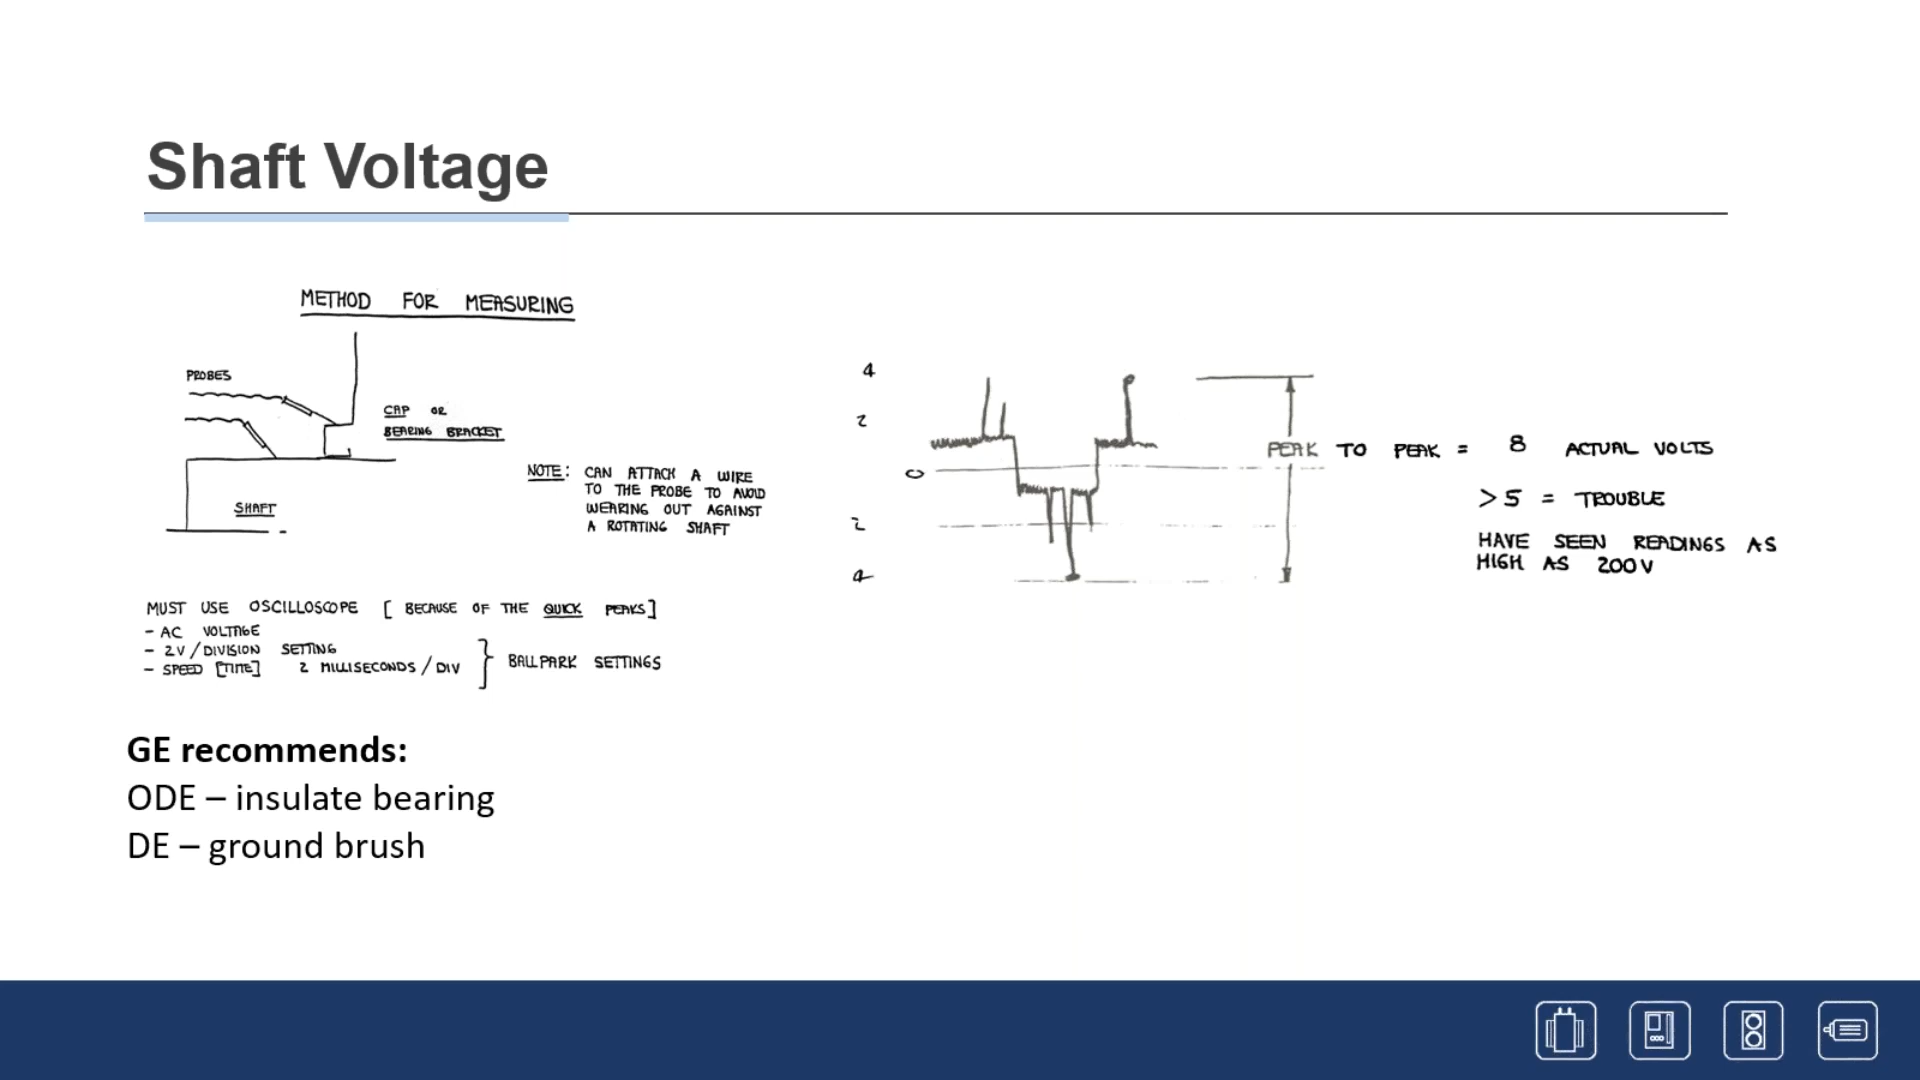 Shaft Voltage
METHOD FOR MEASURING
PROBES
CAP OR
BEARING BRACKET
SHAFT
NOTE: CAN ATTACH A WIRE
TO THE PROBE TO AVOID
WEARING OUT AGAINST
A ROTATING SHAFT
MUST USE OSCILLOSCOPE [ BECAUSE OF THE QUICK PEAKS]
- AC VOLTAGE
- 2V/DIVISION SETTING
- SPEED [TIME] 2 MILLISECONDS/DIV
BALLPARK SETTINGS
4
2
0
2
4
PEAK TO PEAK = 8 ACTUAL VOLTS
>5 = TROUBLE
HAVE SEEN READINGS AS
HIGH AS 200V
GE recommends:
ODE – insulate bearing
DE – ground brush